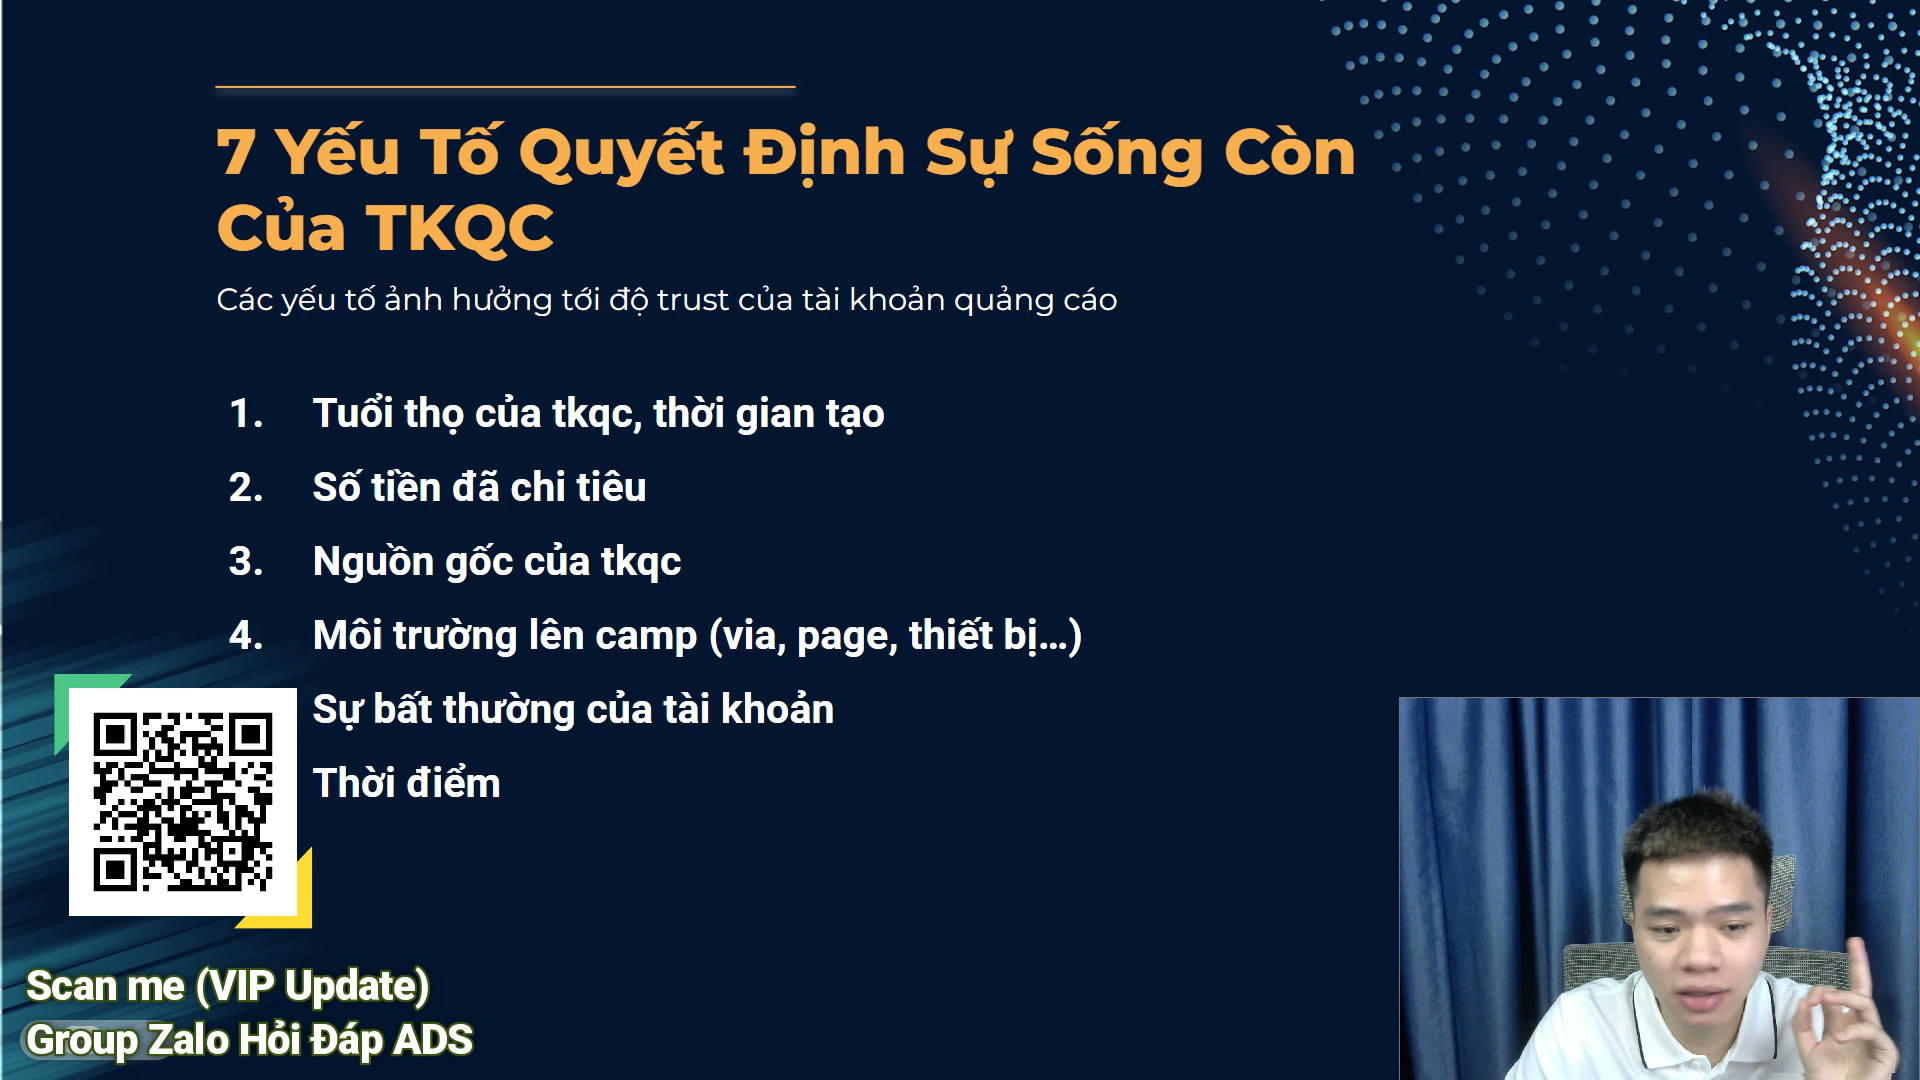 7 Yếu Tố Quyết Định Sự Sống Còn
Của TKQC
Các yếu tố ảnh hưởng tới độ trust của tài khoản quảng cáo
1. Tuổi thọ của tkqc, thời gian tạo
2. Số tiền đã chi tiêu
3. Nguồn gốc của tkqc
4. Môi trường lên camp (via, page, thiết bị...)
Sự bất thường của tài khoản
Thời điểm
Scan me (VIP Update)
Group Zalo Hỏi Đáp ADS